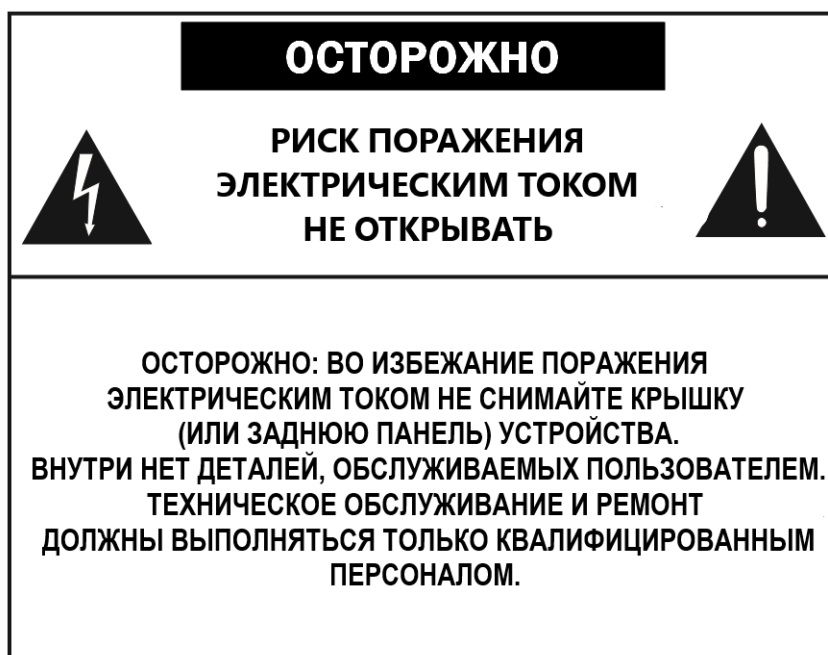 ОСТОРОЖНО
РИСК ПОРАЖЕНИЯ
ЭЛЕКТРИЧЕСКИМ ТОКОМ
НЕ ОТКРЫВАТЬ
ОСТОРОЖНО: ВО ИЗБЕЖАНИЕ ПОРАЖЕНИЯ
ЭЛЕКТРИЧЕСКИМ ТОКОМ НЕ СНИМАЙТЕ КРЫШКУ
(ИЛИ ЗАДНЮЮ ПАНЕЛЬ) УСТРОЙСТВА.
ВНУТРИ НЕТ ДЕТАЛЕЙ, ОБСЛУЖИВАЕМЫХ ПОЛЬЗОВАТЕЛЕМ.
ТЕХНИЧЕСКОЕ ОБСЛУЖИВАНИЕ И РЕМОНТ
ДОЛЖНЫ ВЫПОЛНЯТЬСЯ ТОЛЬКО КВАЛИФИЦИРОВАННЫМ
ПЕРСОНАЛОМ.